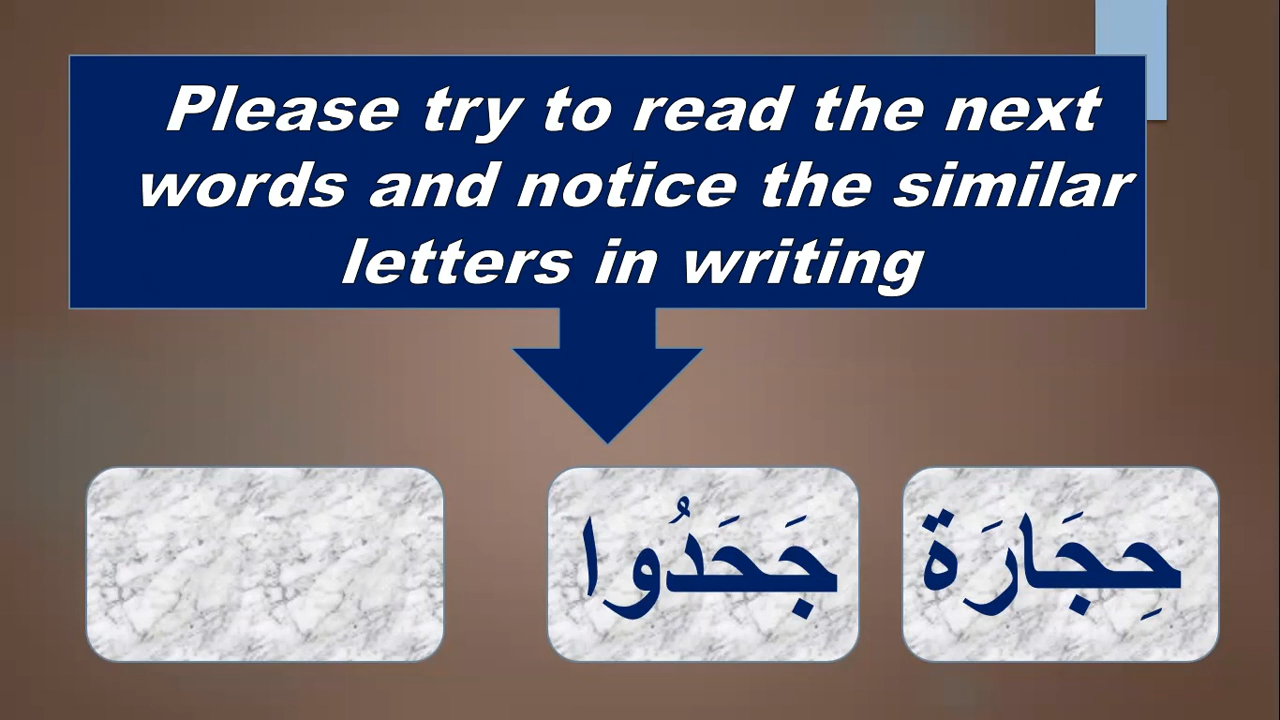 Please try to read the next
words and notice the similar
letters in writing
حِجَارَة
جَحَدُوا